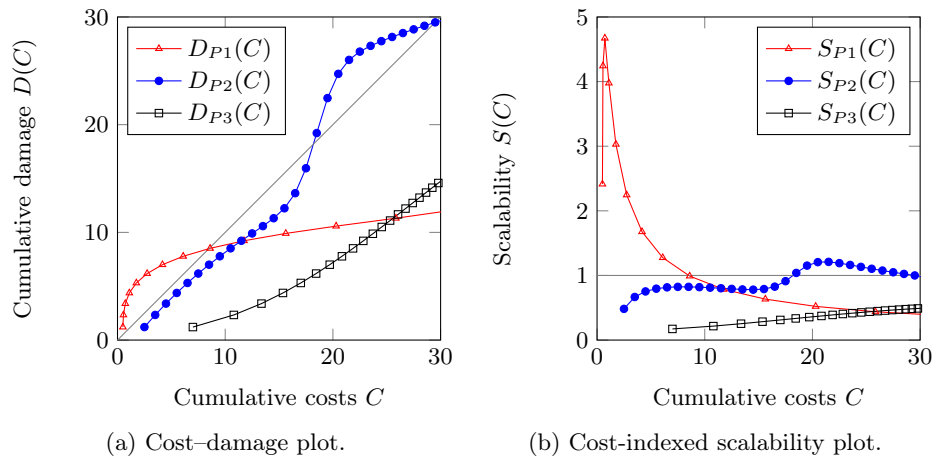 30
20
10
0
0
10
20
30
Cumulative damage D(C)
Cumulative costs C
D_{P1}(C)
D_{P2}(C)
D_{P3}(C)
(a) Cost–damage plot.
5
4
3
2
1
0
0
10
20
30
Scalability S(C)
Cumulative costs C
S_{P1}(C)
S_{P2}(C)
S_{P3}(C)
(b) Cost-indexed scalability plot.